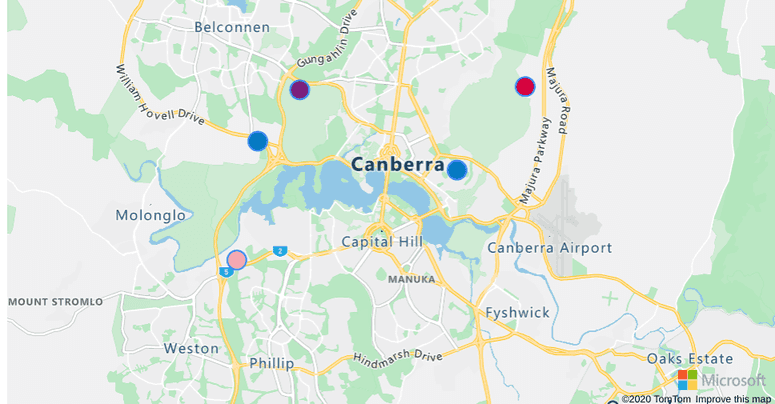 Belconnen
Gungahlin Drive
William Hovell Drive
Majura Road
Majura Parkway
Canberra
Molonglo
Capital Hill
Canberra Airport
2
5
MANUKA
MOUNT STROMLO
Fyshwick
Weston
Phillip
Hindmarsh Drive
Oaks Estate
Microsoft
©2020 TomTom Improve this map